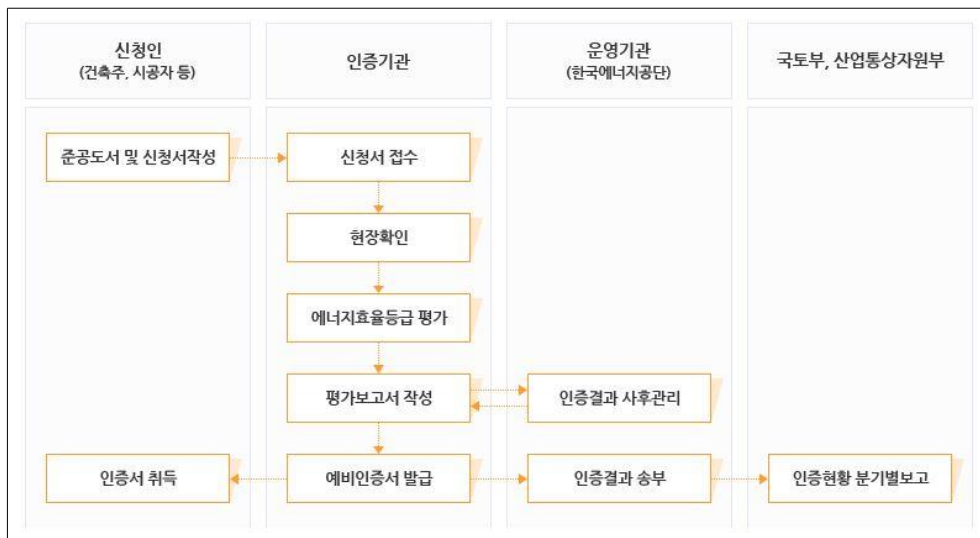 신청인
(건축주, 시공자 등)
인증기관
운영기관
(한국에너지공단)
국토부, 산업통상자원부
준공도서 및 신청서작성
신청서 접수
현장확인
에너지효율등급 평가
평가보고서 작성
인증결과 사후관리
인증서 취득
예비인증서 발급
인증결과 송부
인증현황 분기별보고